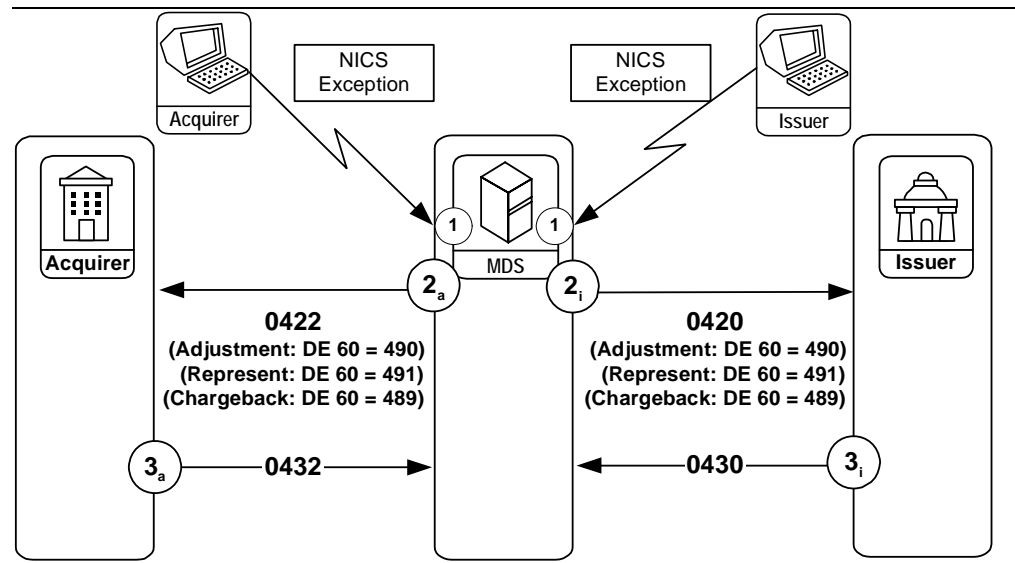 NICS
Exception
NICS
Exception
Acquirer
Issuer
Acquirer
1
1
MDS
Issuer
2a
2i
0422
(Adjustment: DE 60 = 490)
(Represent: DE 60 = 491)
(Chargeback: DE 60 = 489)
0420
(Adjustment: DE 60 = 490)
(Represent: DE 60 = 491)
(Chargeback: DE 60 = 489)
3a
0432
0430
3i